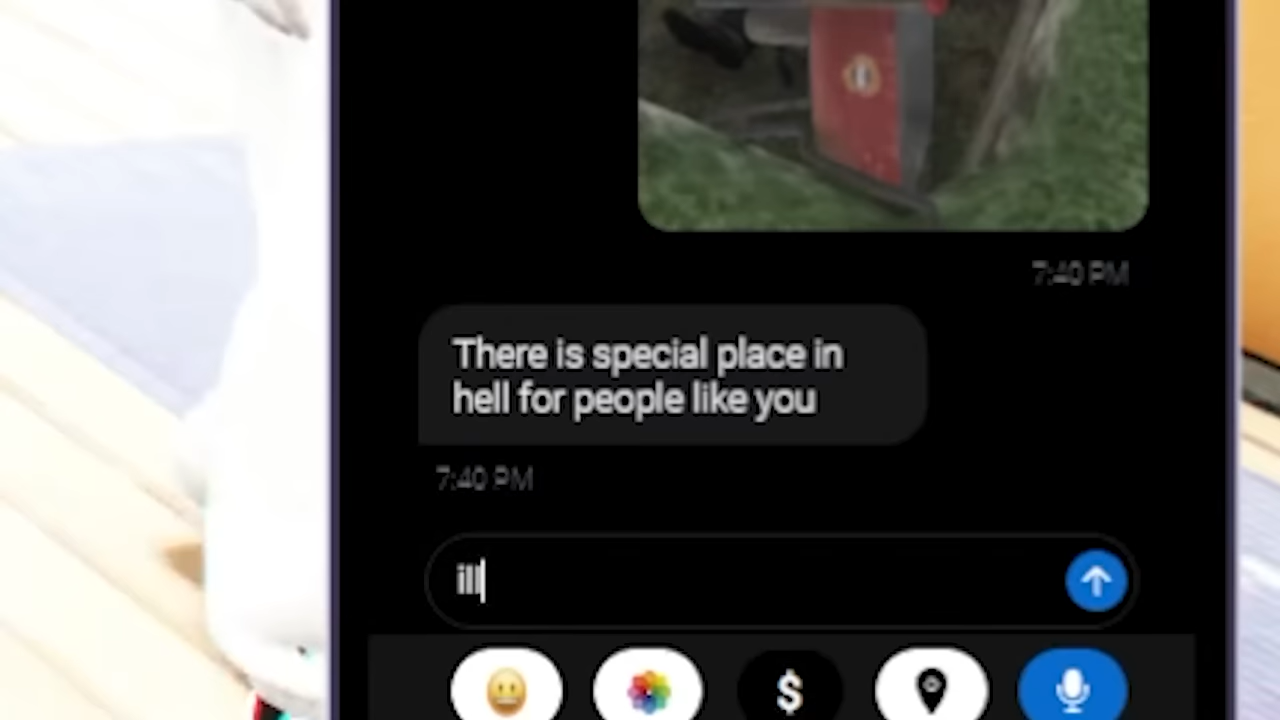 7:40 PM
There is special place in
hell for people like you
7:40 PM
ill
$